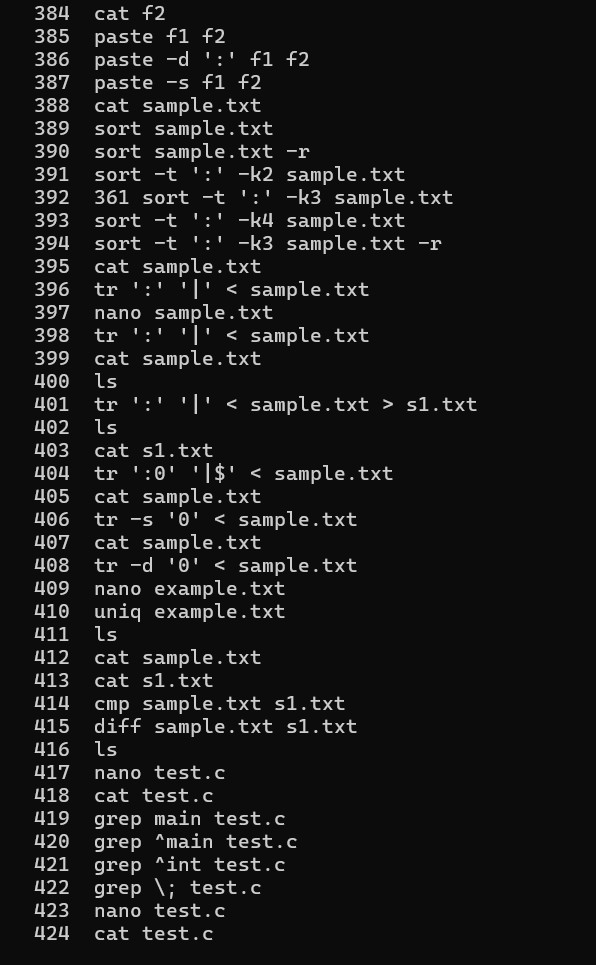 384  cat f2
385  paste f1 f2
386  paste -d ':' f1 f2
387  paste -s f1 f2
388  cat sample.txt
389  sort sample.txt
390  sort sample.txt -r
391  sort -t ':' -k2 sample.txt
392  361 sort -t ':' -k3 sample.txt
393  sort -t ':' -k4 sample.txt
394  sort -t ':' -k3 sample.txt -r
395  cat sample.txt
396  tr ':' '|' < sample.txt
397  nano sample.txt
398  tr ':' '|' < sample.txt
399  cat sample.txt
400  ls
401  tr ':' '|' < sample.txt > s1.txt
402  ls
403  cat s1.txt
404  tr ':0' '|$' < sample.txt
405  cat sample.txt
406  tr -s '0' < sample.txt
407  cat sample.txt
408  tr -d '0' < sample.txt
409  nano example.txt
410  uniq example.txt
411  ls
412  cat sample.txt
413  cat s1.txt
414  cmp sample.txt s1.txt
415  diff sample.txt s1.txt
416  ls
417  nano test.c
418  cat test.c
419  grep main test.c
420  grep ^main test.c
421  grep ^int test.c
422  grep \; test.c
423  nano test.c
424  cat test.c